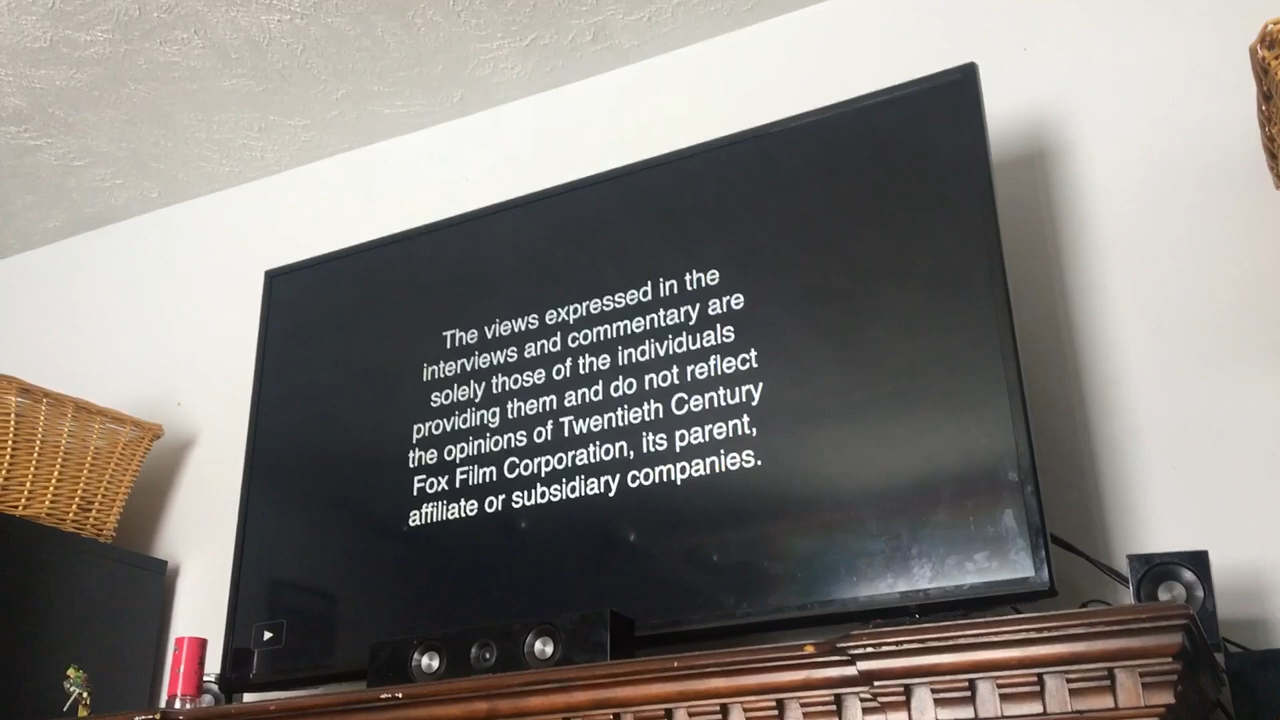 The views expressed in the
interviews and commentary are
solely those of the individuals
providing them and do not reflect
the opinions of Twentieth Century
Fox Film Corporation, its parent,
affiliate or subsidiary companies.